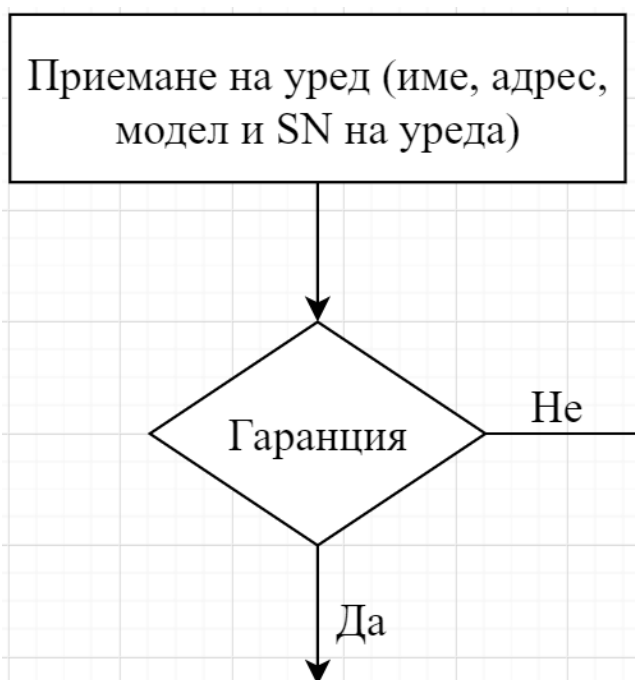 Приемане на уред (име, адрес,
модел и SN на уреда)
Гаранция
Не
Да